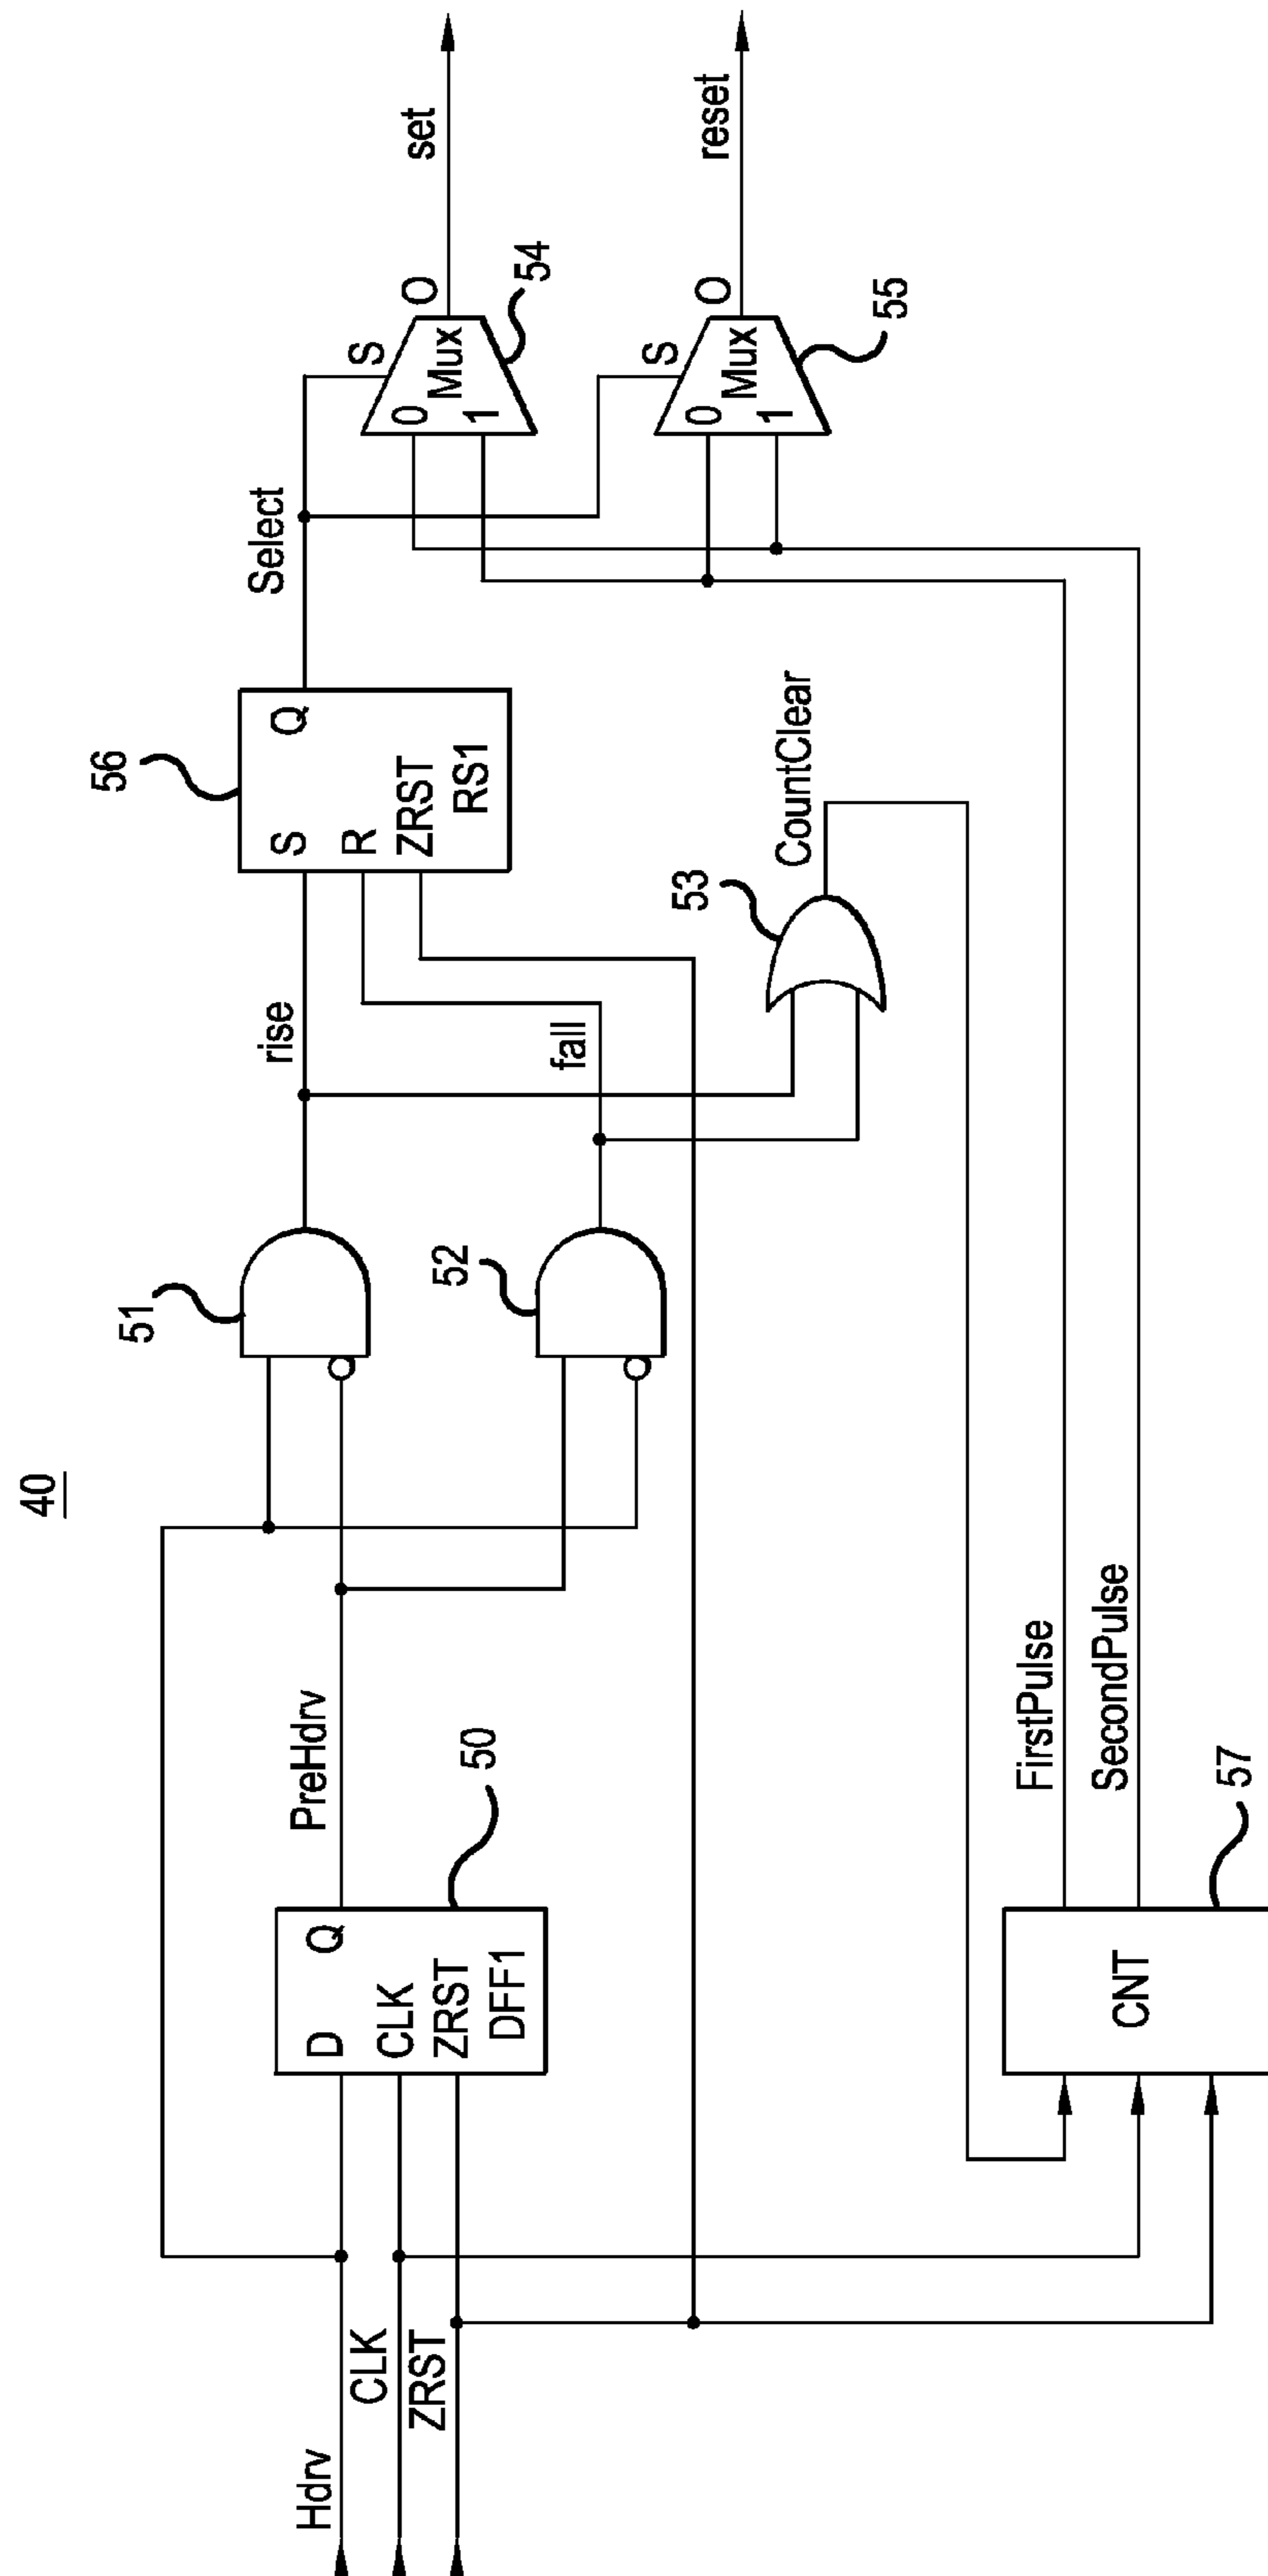 40
Hdrv
CLK
ZRST
D
Q
CLK
ZRST
DFF1
50
PreHdrv
51
52
rise
fall
53
CountClear
56
S
Q
R
ZRST
RS1
Select
S
0
Mux
1
O
54
set
S
0
Mux
1
O
55
reset
CNT
57
FirstPulse
SecondPulse